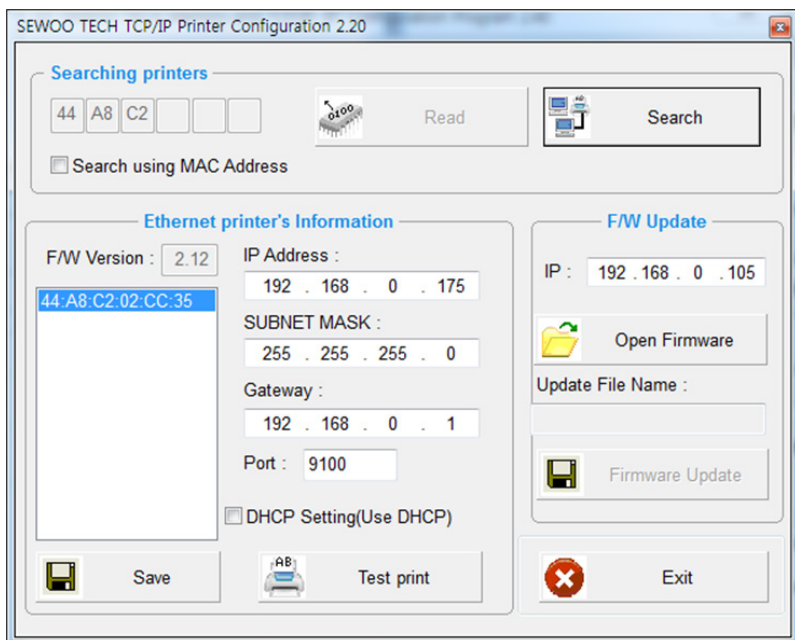 SEWOO TECH TCP/IP Printer Configuration 2.20
Searching printers
44 A8 C2
Read
Search
Search using MAC Address
Ethernet printer's Information
F/W Version : 2.12
44:A8:C2:02:CC:35
IP Address :
192 . 168 . 0 . 175
SUBNET MASK :
255 . 255 . 255 . 0
Gateway :
192 . 168 . 0 . 1
Port : 9100
DHCP Setting(Use DHCP)
Save
Test print
F/W Update
IP : 192 . 168 . 0 . 105
Open Firmware
Update File Name :
Firmware Update
Exit